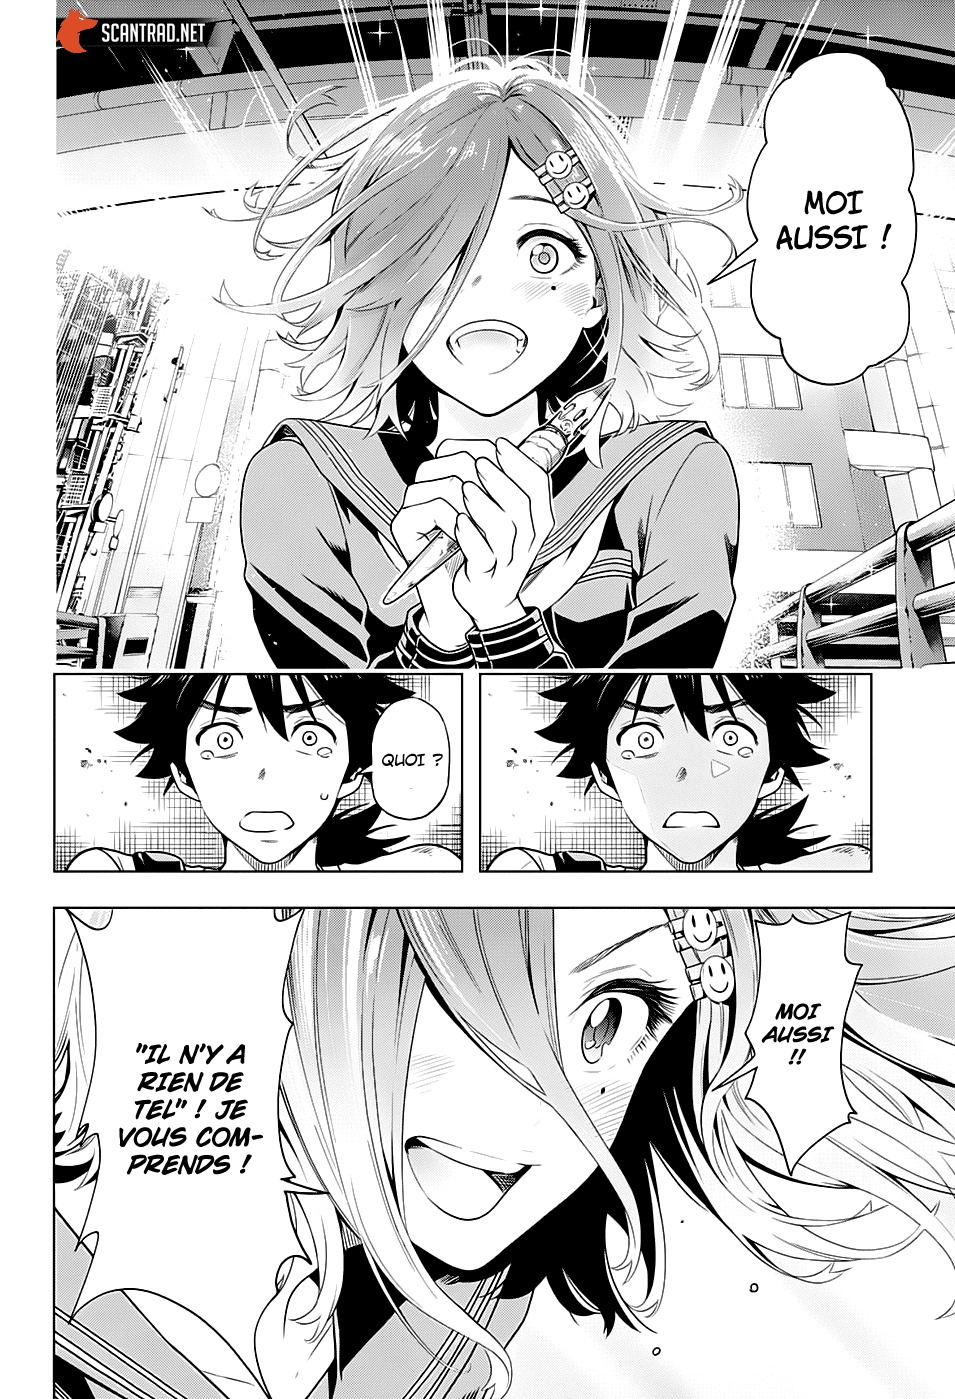 SCANTRAD.NET
MOI
AUSSI !
QUOI ?
MOI
AUSSI
!!
"IL N'Y A
RIEN DE
TEL" ! JE
VOUS COM-
PRENDS !